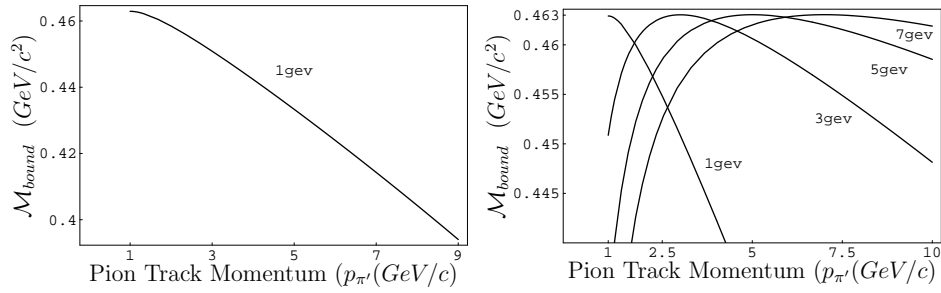 0.46
0.44
0.42
0.4
1gev
1 3 5 7 9
M_bound (GeV/c²)
Pion Track Momentum (p_π′(GeV/c)
0.463
0.46
0.455
0.45
0.445
7gev
5gev
3gev
1gev
1 2.5 5 7.5 10
M_bound (GeV/c²)
Pion Track Momentum (p_π′(GeV/c)